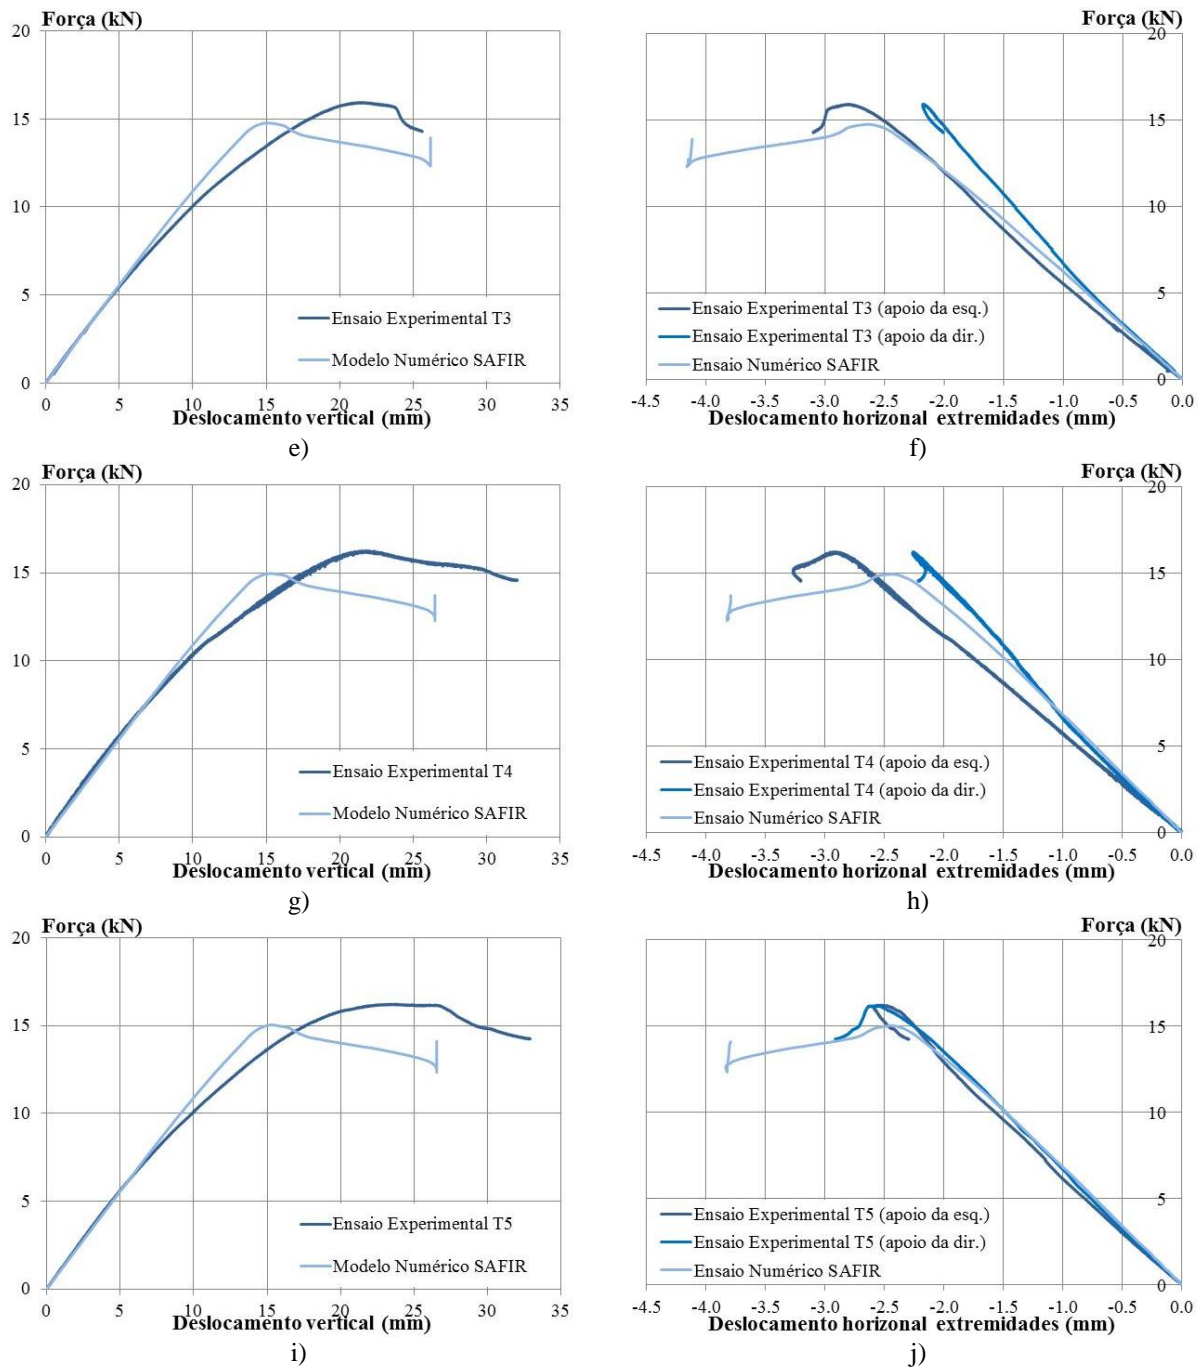 Força (kN)
20
15
10
5
0
Ensaio Experimental T3
Modelo Numérico SAFIR
0 5 10 15 20 25 30 35
Deslocamento vertical (mm)
e)
Força (kN)
20
15
10
5
0
Ensaio Experimental T3 (apoio da esq.)
Ensaio Experimental T3 (apoio da dir.)
Ensaio Numérico SAFIR
-4.5 -4.0 -3.5 -3.0 -2.5 -2.0 -1.5 -1.0 -0.5 0.0
Deslocamento horizonal extremidades (mm)
f)
Força (kN)
20
15
10
5
0
Ensaio Experimental T4
Modelo Numérico SAFIR
0 5 10 15 20 25 30 35
Deslocamento vertical (mm)
g)
Força (kN)
20
15
10
5
0
Ensaio Experimental T4 (apoio da esq.)
Ensaio Experimental T4 (apoio da dir.)
Ensaio Numérico SAFIR
-4.5 -4.0 -3.5 -3.0 -2.5 -2.0 -1.5 -1.0 -0.5 0.0
Deslocamento horizonal extremidades (mm)
h)
Força (kN)
20
15
10
5
0
Ensaio Experimental T5
Modelo Numérico SAFIR
0 5 10 15 20 25 30 35
Deslocamento vertical (mm)
i)
Força (kN)
20
15
10
5
0
Ensaio Experimental T5 (apoio da esq.)
Ensaio Experimental T5 (apoio da dir.)
Ensaio Numérico SAFIR
-4.5 -4.0 -3.5 -3.0 -2.5 -2.0 -1.5 -1.0 -0.5 0.0
Deslocamento horizonal extremidades (mm)
j)